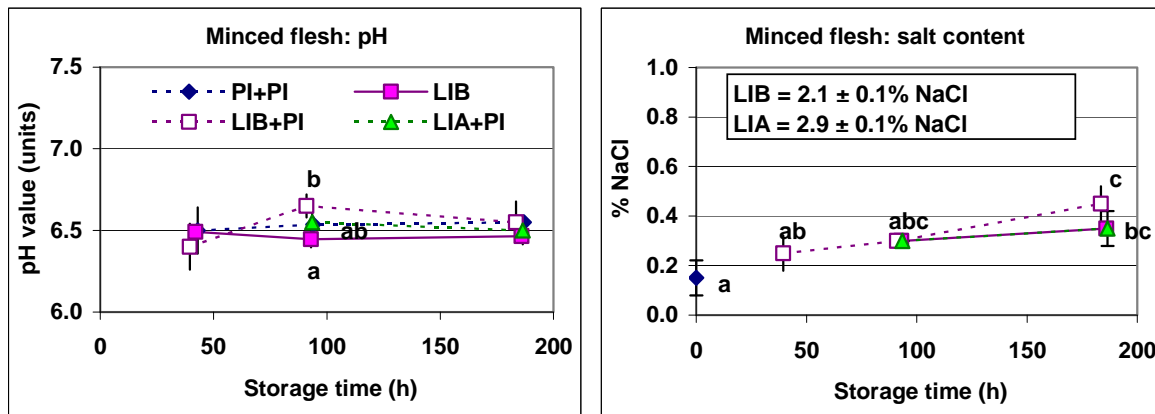 Minced flesh: pH
7.5
7.0
6.5
6.0
pH value (units)
PI+PI
LIB
LIB+PI
LIA+PI
b
ab
a
0
50
100
150
200
Storage time (h)
Minced flesh: salt content
1.0
0.8
0.6
0.4
0.2
0.0
% NaCl
LIB = 2.1 ± 0.1% NaCl
LIA = 2.9 ± 0.1% NaCl
c
ab
abc
bc
a
0
50
100
150
200
Storage time (h)